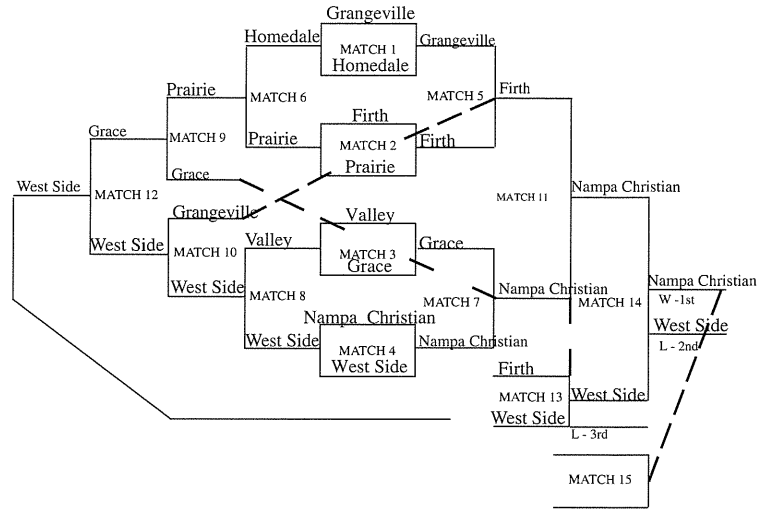 Grangeville
Homedale
MATCH 1
Grangeville
Homedale
Prairie
MATCH 6
MATCH 5
Firth
Firth
Grace
MATCH 9
Prairie
MATCH 2
Firth
Prairie
Grace
West Side
MATCH 12
MATCH 11
Nampa Christian
Grangeville
Valley
West Side
MATCH 10
Valley
MATCH 3
Grace
Grace
West Side
MATCH 8
MATCH 7
Nampa Christian
MATCH 14
Nampa Christian
W -1st
Nampa Christian
West Side
MATCH 4
Nampa Christian
West Side
West Side
L - 2nd
Firth
MATCH 13
West Side
West Side
L - 3rd
MATCH 15